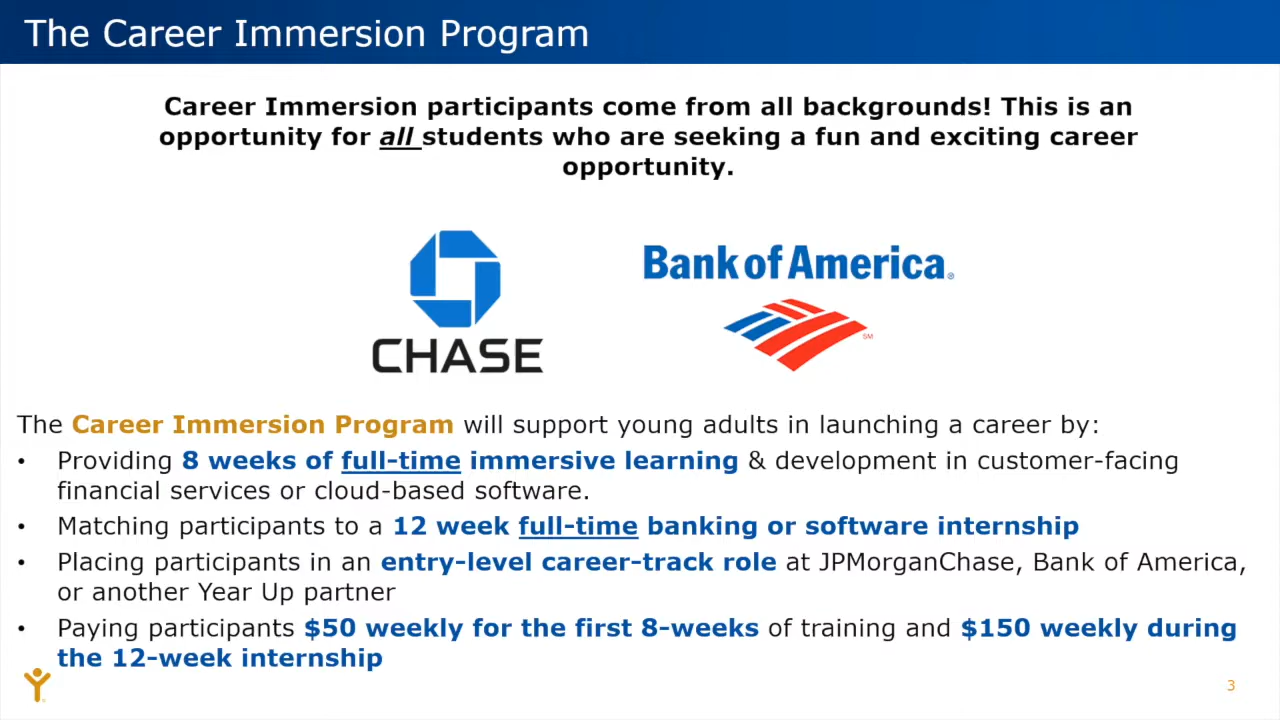 The Career Immersion Program
Career Immersion participants come from all backgrounds! This is an
opportunity for all students who are seeking a fun and exciting career
opportunity.
CHASE
Bank of America®
SM
The Career Immersion Program will support young adults in launching a career by:
• Providing 8 weeks of full-time immersive learning & development in customer-facing
financial services or cloud-based software.
• Matching participants to a 12 week full-time banking or software internship
• Placing participants in an entry-level career-track role at JPMorganChase, Bank of America,
or another Year Up partner
• Paying participants $50 weekly for the first 8-weeks of training and $150 weekly during
the 12-week internship
3